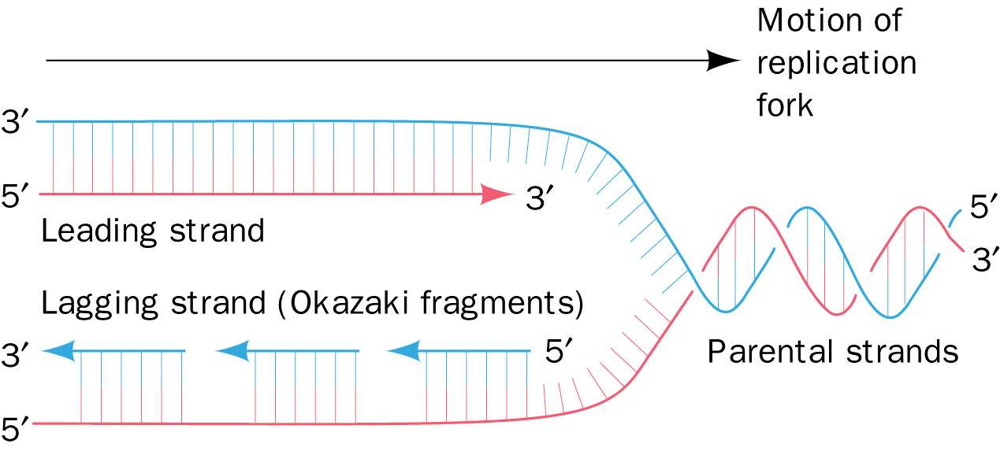 Motion of
replication
fork
3′
5′
3′
Leading strand
5′
3′
Lagging strand (Okazaki fragments)
3′
5′
Parental strands
5′